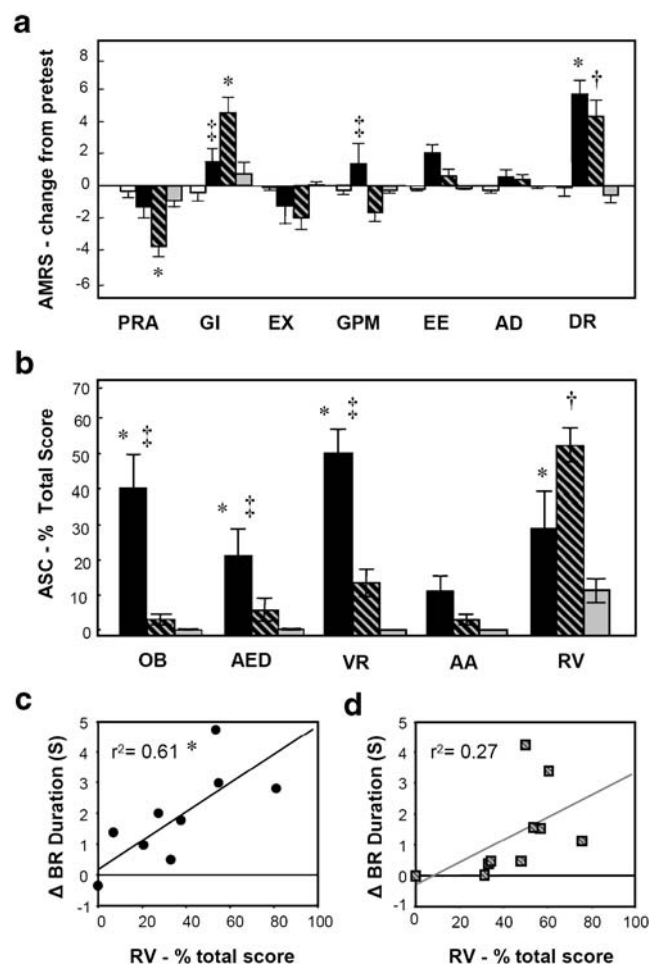 a
AMRS - change from pretest
8
6
4
2
0
-2
-4
-6
‡
*
*
‡
*
†
PRA GI EX GPM EE AD DR
b
ASC - % Total Score
70
60
50
40
30
20
10
0
* ‡
* ‡
* ‡
* †
OB AED VR AA RV
c
Δ BR Duration (S)
5
4
3
2
1
0
-1
r²= 0.61 *
0 20 40 60 80 100
RV - % total score
d
Δ BR Duration (S)
5
4
3
2
1
0
-1
r²= 0.27
0 20 40 60 80 100
RV - % total score